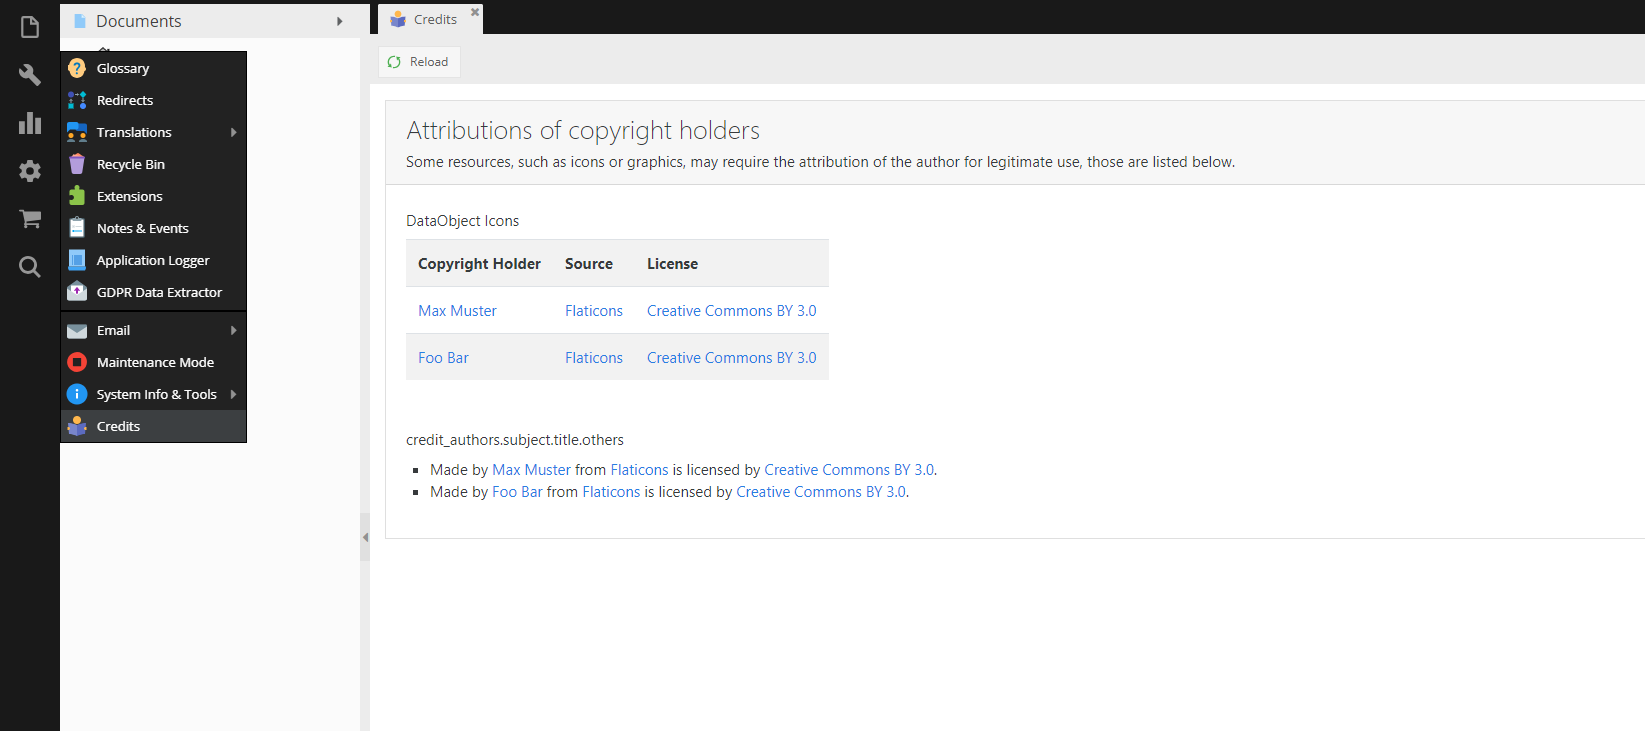 Documents
Glossary
Redirects
Translations
Recycle Bin
Extensions
Notes & Events
Application Logger
GDPR Data Extractor
Email
Maintenance Mode
System Info & Tools
Credits
Credits
Reload
Attributions of copyright holders
Some resources, such as icons or graphics, may require the attribution of the author for legitimate use, those are listed below.
DataObject Icons
Copyright Holder Source License
Max Muster Flaticons Creative Commons BY 3.0
Foo Bar Flaticons Creative Commons BY 3.0
credit_authors.subject.title.others
Made by Max Muster from Flaticons is licensed by Creative Commons BY 3.0.
Made by Foo Bar from Flaticons is licensed by Creative Commons BY 3.0.